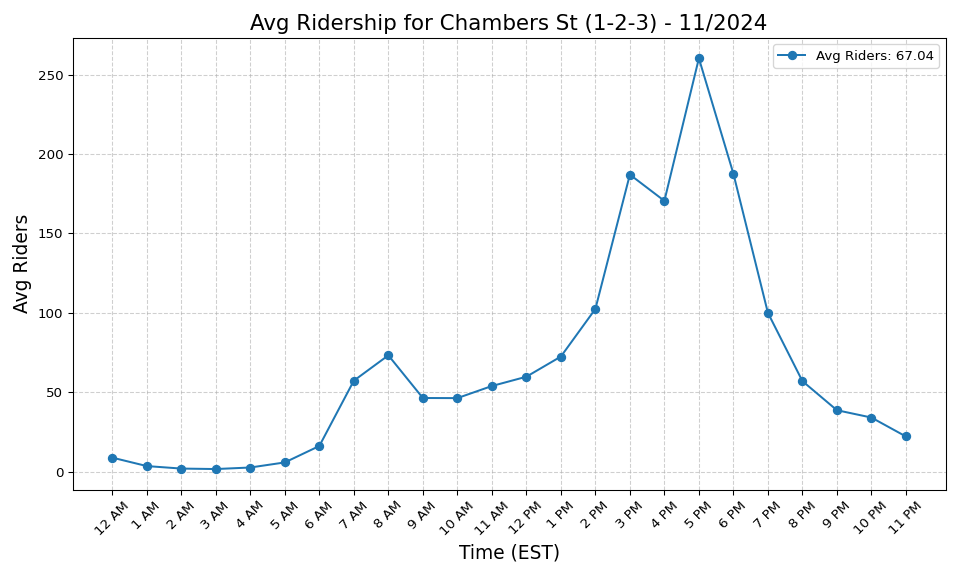 Avg Ridership for Chambers St (1-2-3) - 11/2024
Avg Riders: 67.04
250
200
150
100
50
0
Avg Riders
12 AM
1 AM
2 AM
3 AM
4 AM
5 AM
6 AM
7 AM
8 AM
9 AM
10 AM
11 AM
12 PM
1 PM
2 PM
3 PM
4 PM
5 PM
6 PM
7 PM
8 PM
9 PM
10 PM
11 PM
Time (EST)